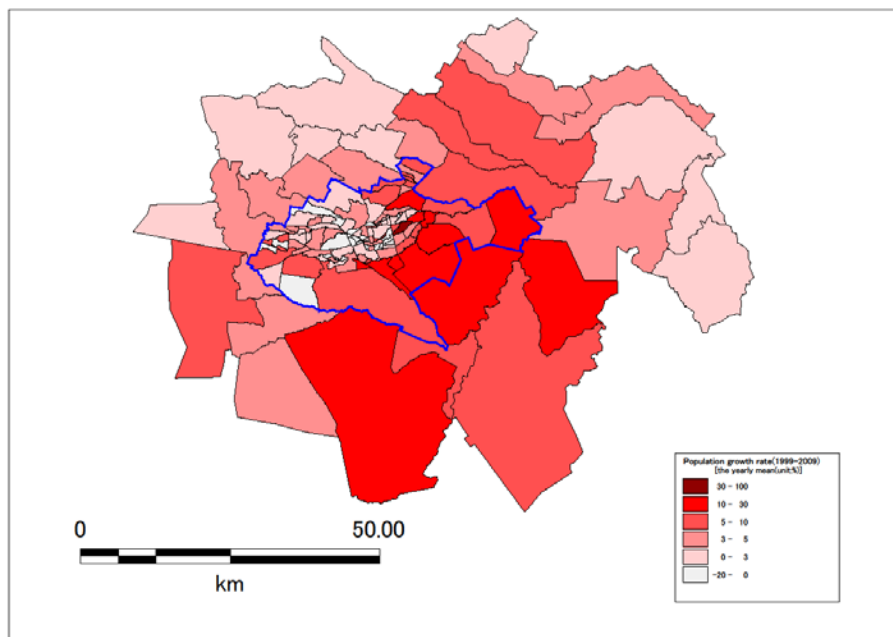 Population growth rate(1999-2009)
[the yearly mean(unit:%)]
30 - 100
10 - 30
5 - 10
3 - 5
0 - 3
-20 - 0
0 50.00
km